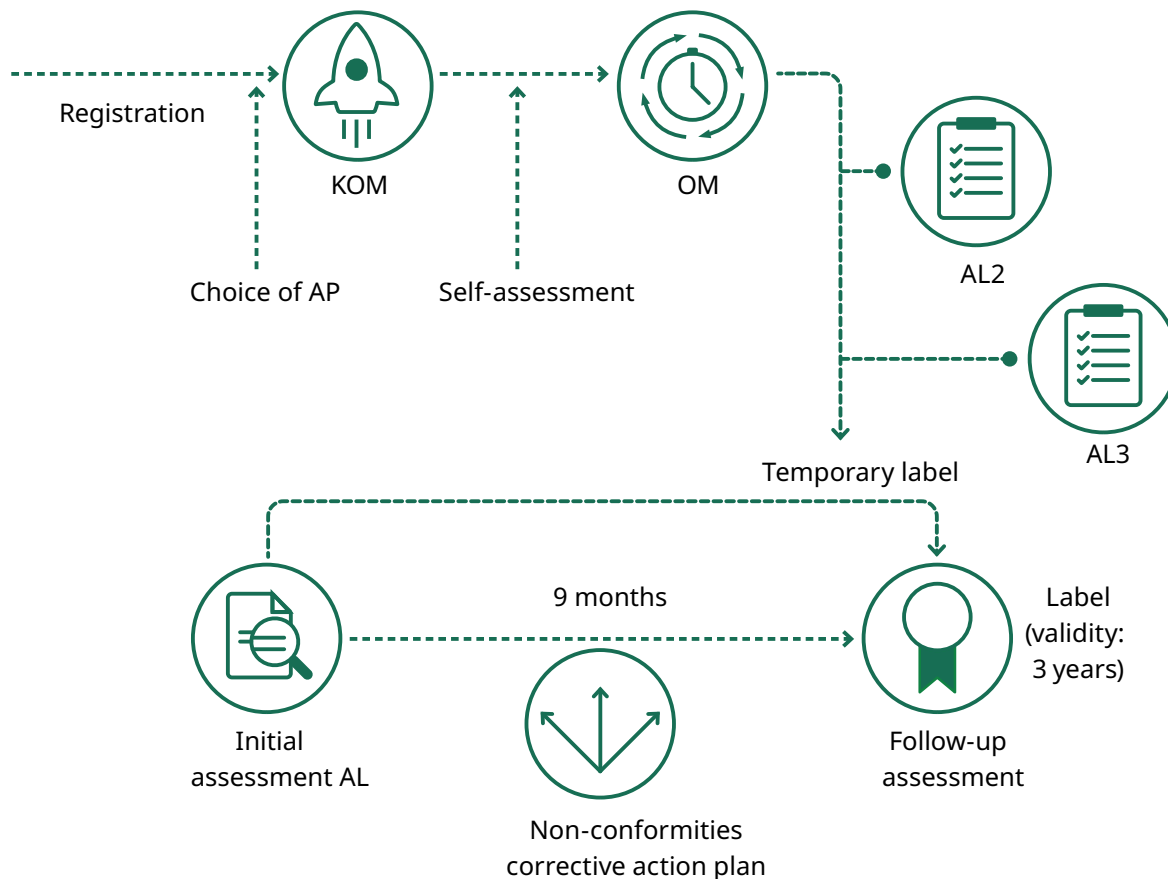 Registration
KOM
OM
Choice of AP
Self-assessment
AL2
AL3
Temporary label
9 months
Label
(validity:
3 years)
Initial
assessment AL
Follow-up
assessment
Non-conformities
corrective action plan